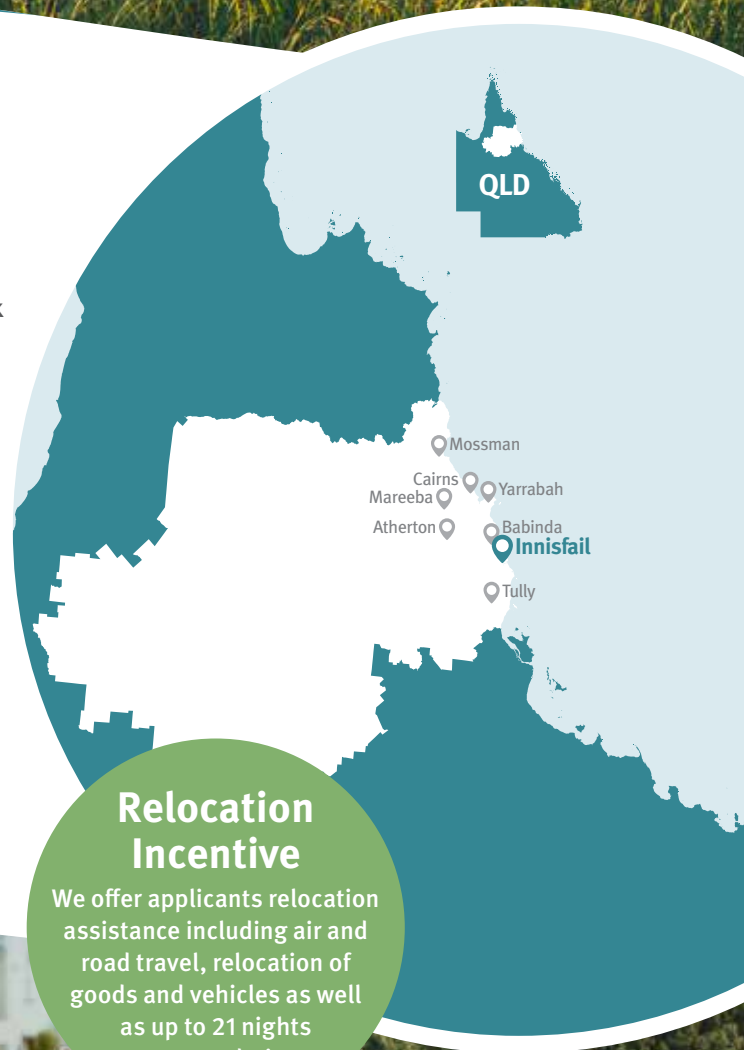 QLD
Mossman
Cairns
Yarrabah
Mareeba
Atherton
Babinda
Innisfail
Tully
Relocation
Incentive
We offer applicants relocation
assistance including air and
road travel, relocation of
goods and vehicles as well
as up to 21 nights